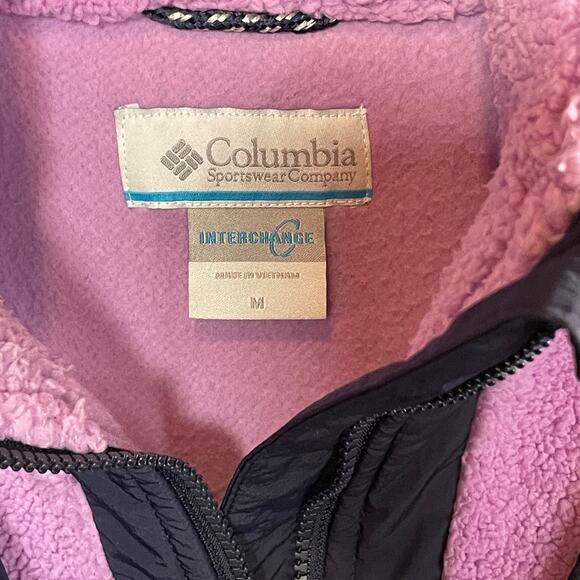 Columbia
Sportswear Company
INTERCHANGE
MADE IN VIETNAM
M